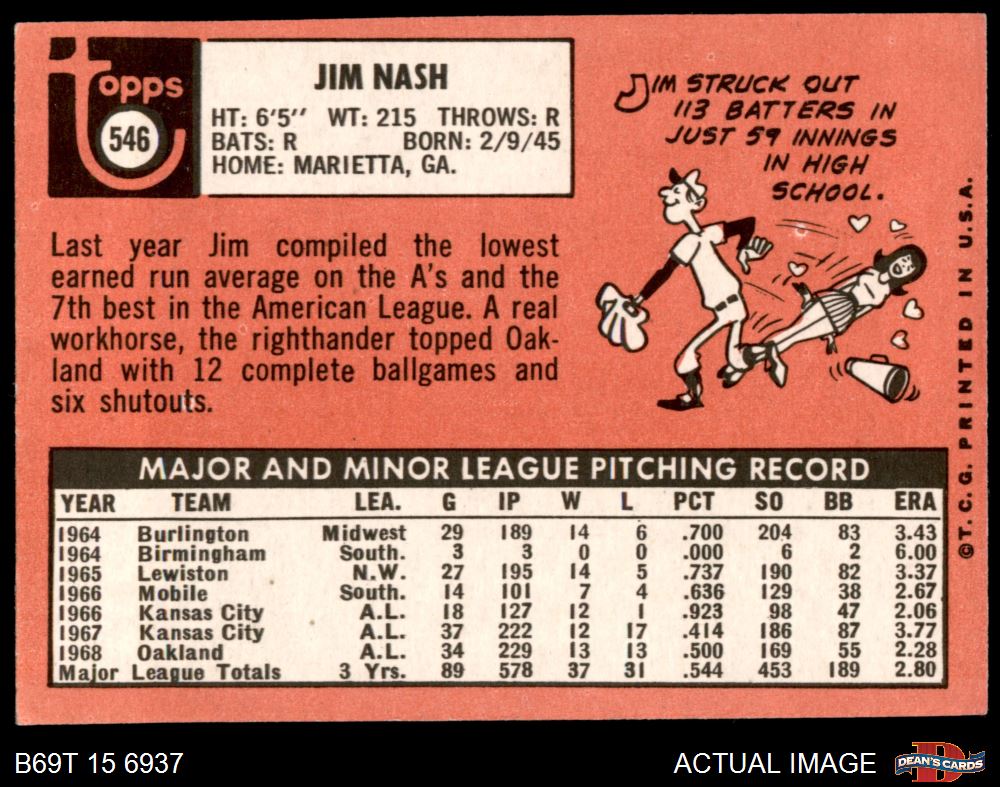 Topps
546
JIM NASH
HT: 6'5'' WT: 215 THROWS: R
BATS: R BORN: 2/9/45
HOME: MARIETTA, GA.
JIM STRUCK OUT
113 BATTERS IN
JUST 59 INNINGS
IN HIGH
SCHOOL.
Last year Jim compiled the lowest
earned run average on the A's and the
7th best in the American League. A real
workhorse, the righthander topped Oak-
land with 12 complete ballgames and
six shutouts.
MAJOR AND MINOR LEAGUE PITCHING RECORD
YEAR TEAM LEA. G IP W L PCT SO BB ERA
1964 Burlington Midwest 29 189 14 6 .700 204 83 3.43
1964 Birmingham South. 3 3 0 0 .000 6 2 6.00
1965 Lewiston N.W. 27 195 14 5 .737 190 82 3.37
1966 Mobile South. 14 101 7 4 .636 129 38 2.67
1966 Kansas City A.L. 18 127 12 1 .923 98 47 2.06
1967 Kansas City A.L. 37 222 12 17 .414 186 87 3.77
1968 Oakland A.L. 34 229 13 13 .500 169 55 2.28
Major League Totals 3 Yrs. 89 578 37 31 .544 453 189 2.80
©T.C.G. PRINTED IN U.S.A.
B69T 15 6937
ACTUAL IMAGE
D
DEAN'S CARDS